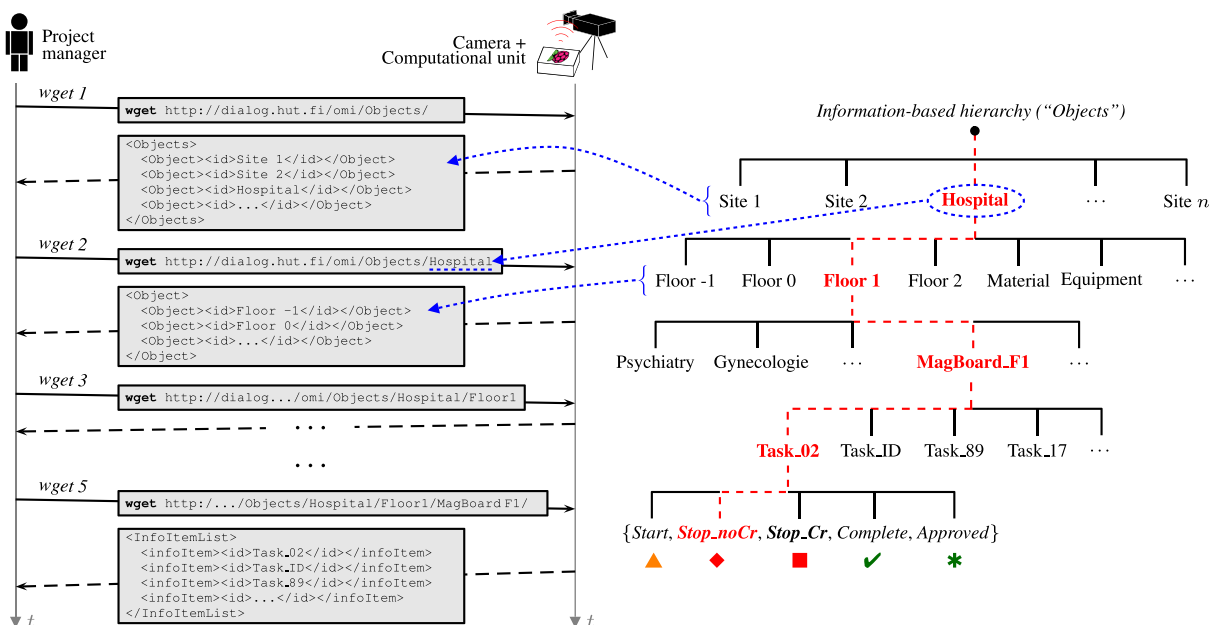 Project
manager
Camera +
Computational unit
wget 1
wget http://dialog.hut.fi/omi/Objects/
<Objects>
<Object><id>Site 1</id></Object>
<Object><id>Site 2</id></Object>
<Object><id>Hospital</id></Object>
<Object><id>...</id></Object>
</Objects>
wget 2
wget http://dialog.hut.fi/omi/Objects/Hospital
<Object>
<Object><id>Floor -1</id></Object>
<Object><id>Floor 0</id></Object>
<Object><id>...</id></Object>
</Object>
wget 3
wget http://dialog.../omi/Objects/Hospital/Floor1
...
...
wget 5
wget http:/.../Objects/Hospital/Floor1/MagBoard F1/
<InfoItemList>
<infoItem><id>Task_02</id></infoItem>
<infoItem><id>Task_ID</id></infoItem>
<infoItem><id>Task_89</id></infoItem>
<infoItem><id>...</id></infoItem>
</InfoItemList>
t
t
Information-based hierarchy (“Objects”)
Site 1 Site 2 Hospital ... Site n
Floor -1 Floor 0 Floor 1 Floor 2 Material Equipment ...
Psychiatry Gynecologie ... MagBoard_F1 ...
Task_02 Task_ID Task_89 Task_17 ...
{Start, Stop_noCr, Stop_Cr, Complete, Approved}